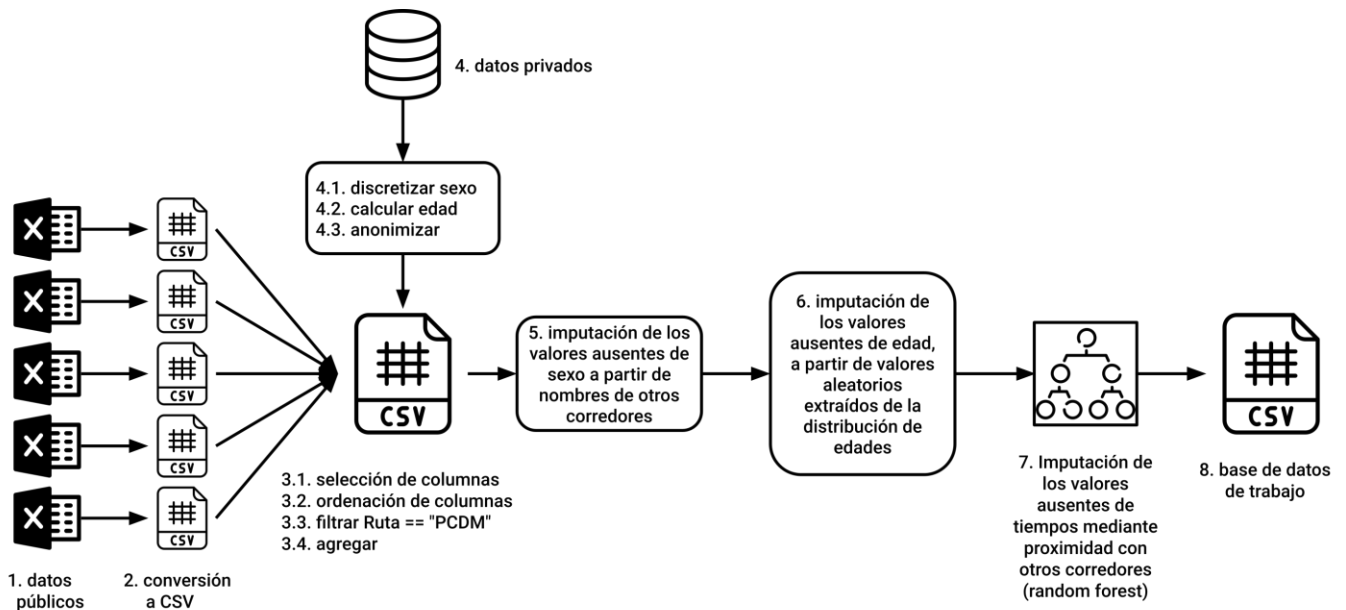 4. datos privados
4.1. discretizar sexo
4.2. calcular edad
4.3. anonimizar
X
CSV
X
CSV
X
CSV
X
CSV
X
CSV
1. datos
públicos
2. conversión
a CSV
CSV
3.1. selección de columnas
3.2. ordenación de columnas
3.3. filtrar Ruta == "PCDM"
3.4. agregar
5. imputación de los
valores ausentes de
sexo a partir de
nombres de otros
corredores
6. imputación de
los valores
ausentes de edad,
a partir de valores
aleatorios
extraídos de la
distribución de
edades
7. Imputación de
los valores
ausentes de
tiempos mediante
proximidad con
otros corredores
(random forest)
CSV
8. base de datos
de trabajo